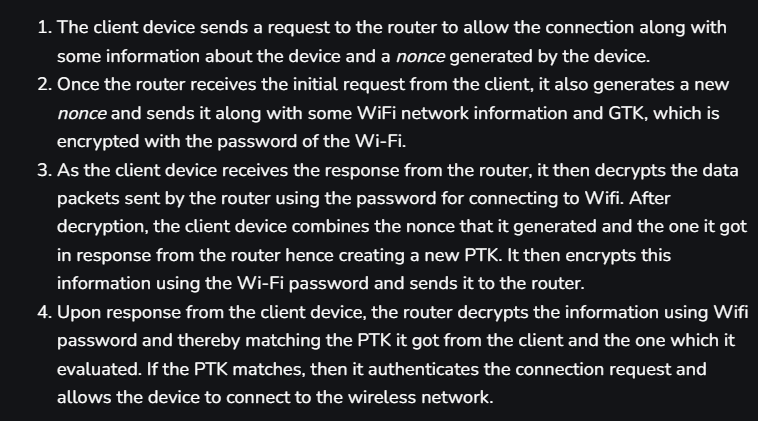 1. The client device sends a request to the router to allow the connection along with
some information about the device and a nonce generated by the device.
2. Once the router receives the initial request from the client, it also generates a new
nonce and sends it along with some WiFi network information and GTK, which is
encrypted with the password of the Wi-Fi.
3. As the client device receives the response from the router, it then decrypts the data
packets sent by the router using the password for connecting to Wifi. After
decryption, the client device combines the nonce that it generated and the one it got
in response from the router hence creating a new PTK. It then encrypts this
information using the Wi-Fi password and sends it to the router.
4. Upon response from the client device, the router decrypts the information using Wifi
password and thereby matching the PTK it got from the client and the one which it
evaluated. If the PTK matches, then it authenticates the connection request and
allows the device to connect to the wireless network.